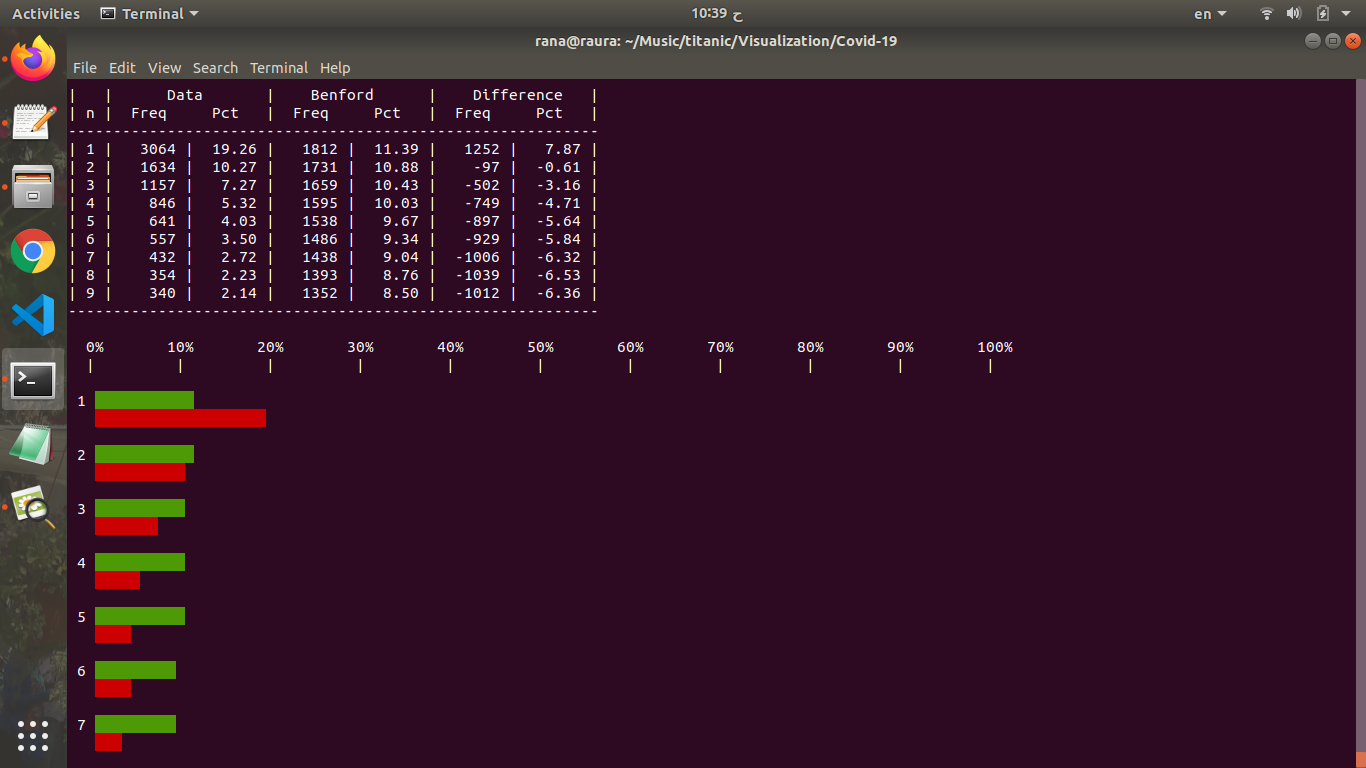 Activities Terminal 10:39 ح en
rana@raura: ~/Music/titanic/Visualization/Covid-19
File Edit View Search Terminal Help
|   |      Data       |    Benford      |    Difference   |
| n |  Freq     Pct   |  Freq     Pct   |  Freq     Pct   |
-----------------------------------------------------------
| 1 |   3064 |  19.26 |   1812 |  11.39 |   1252 |   7.87 |
| 2 |   1634 |  10.27 |   1731 |  10.88 |    -97 |  -0.61 |
| 3 |   1157 |   7.27 |   1659 |  10.43 |   -502 |  -3.16 |
| 4 |    846 |   5.32 |   1595 |  10.03 |   -749 |  -4.71 |
| 5 |    641 |   4.03 |   1538 |   9.67 |   -897 |  -5.64 |
| 6 |    557 |   3.50 |   1486 |   9.34 |   -929 |  -5.84 |
| 7 |    432 |   2.72 |   1438 |   9.04 |  -1006 |  -6.32 |
| 8 |    354 |   2.23 |   1393 |   8.76 |  -1039 |  -6.53 |
| 9 |    340 |   2.14 |   1352 |   8.50 |  -1012 |  -6.36 |
-----------------------------------------------------------
0% 10% 20% 30% 40% 50% 60% 70% 80% 90% 100%
| | | | | | | | | | |
1
2
3
4
5
6
7